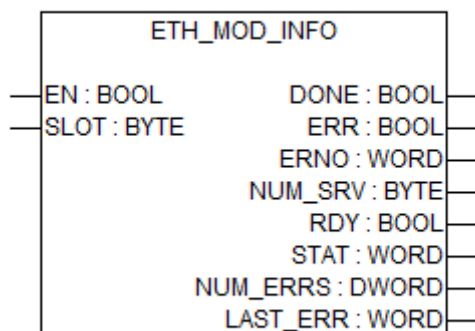 ETH_MOD_INFO
EN : BOOL DONE : BOOL
SLOT : BYTE ERR : BOOL
ERNO : WORD
NUM_SRV : BYTE
RDY : BOOL
STAT : WORD
NUM_ERRS : DWORD
LAST_ERR : WORD